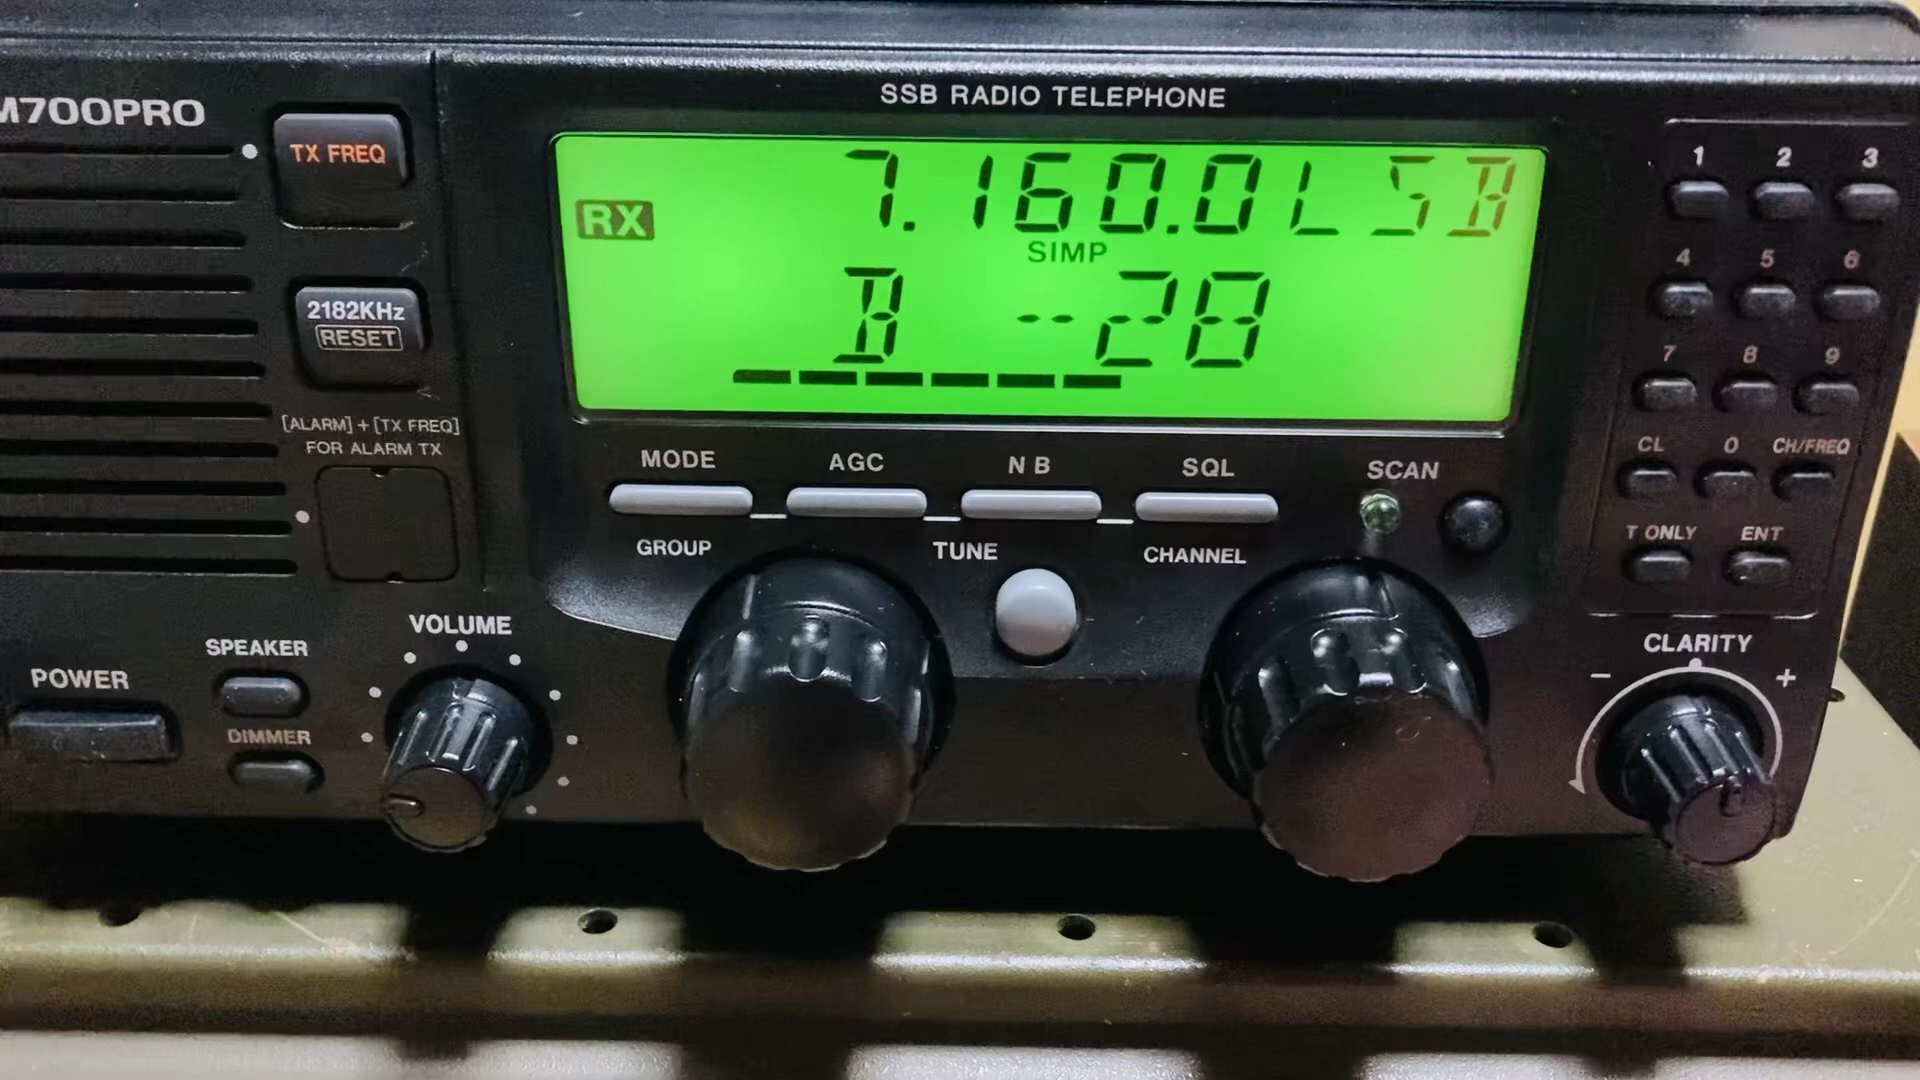 SSB RADIO TELEPHONE
M700PRO
TX FREQ
7.160.0LSB
RX
SIMP
B --28
2182KHz
RESET
[ALARM]+[TX FREQ]
FOR ALARM TX
MODE AGC NB SQL SCAN
GROUP TUNE CHANNEL
1 2 3
4 5 6
7 8 9
CL 0 CH/FREQ
T ONLY ENT
VOLUME
SPEAKER
POWER
DIMMER
CLARITY
- +